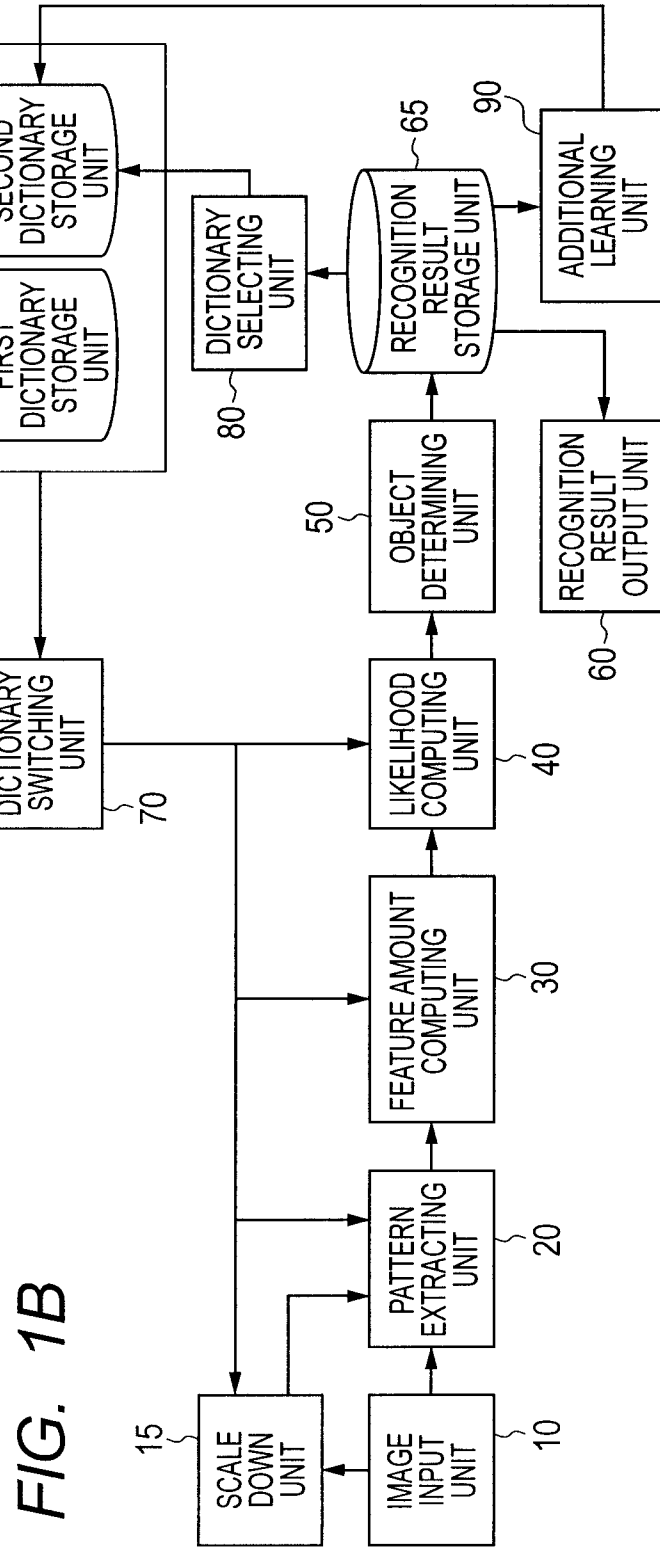 FIG. 1B
SECOND
DICTIONARY
STORAGE
UNIT
FIRST
DICTIONARY
STORAGE
UNIT
DICTIONARY
SWITCHING
UNIT
70
DICTIONARY
SELECTING
UNIT
80
15
SCALE
DOWN
UNIT
IMAGE
INPUT
UNIT
10
PATTERN
EXTRACTING
UNIT
20
FEATURE AMOUNT
COMPUTING
UNIT
30
LIKELIHOOD
COMPUTING
UNIT
40
50
OBJECT
DETERMINING
UNIT
65
RECOGNITION
RESULT
STORAGE UNIT
60
RECOGNITION
RESULT
OUTPUT UNIT
90
ADDITIONAL
LEARNING
UNIT